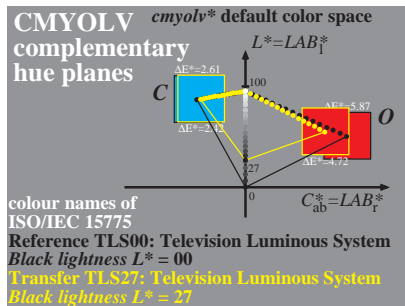 CMYOLV
complementary
hue planes
cmyolv* default color space
L*=LAB*l
ΔE*=2.61
100
C
ΔE*=5.87
O
ΔE*=2.42
ΔE*=4.72
27
0
C*ab=LAB*r
colour names of
ISO/IEC 15775
Reference TLS00: Television Luminous System
Black lightness L* = 00
Transfer TLS27: Television Luminous System
Black lightness L* = 27